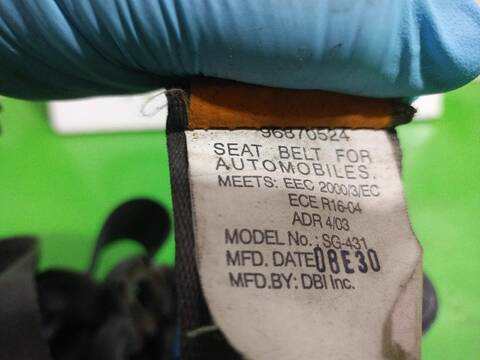 96870524
SEAT BELT FOR
AUTOMOBILES.
MEETS: EEC 2000/3/EC
ECE R16-04
ADR 4/03
MODEL No.: SG-431
MFD. DATE 08E30
MFD.BY: DBI Inc.